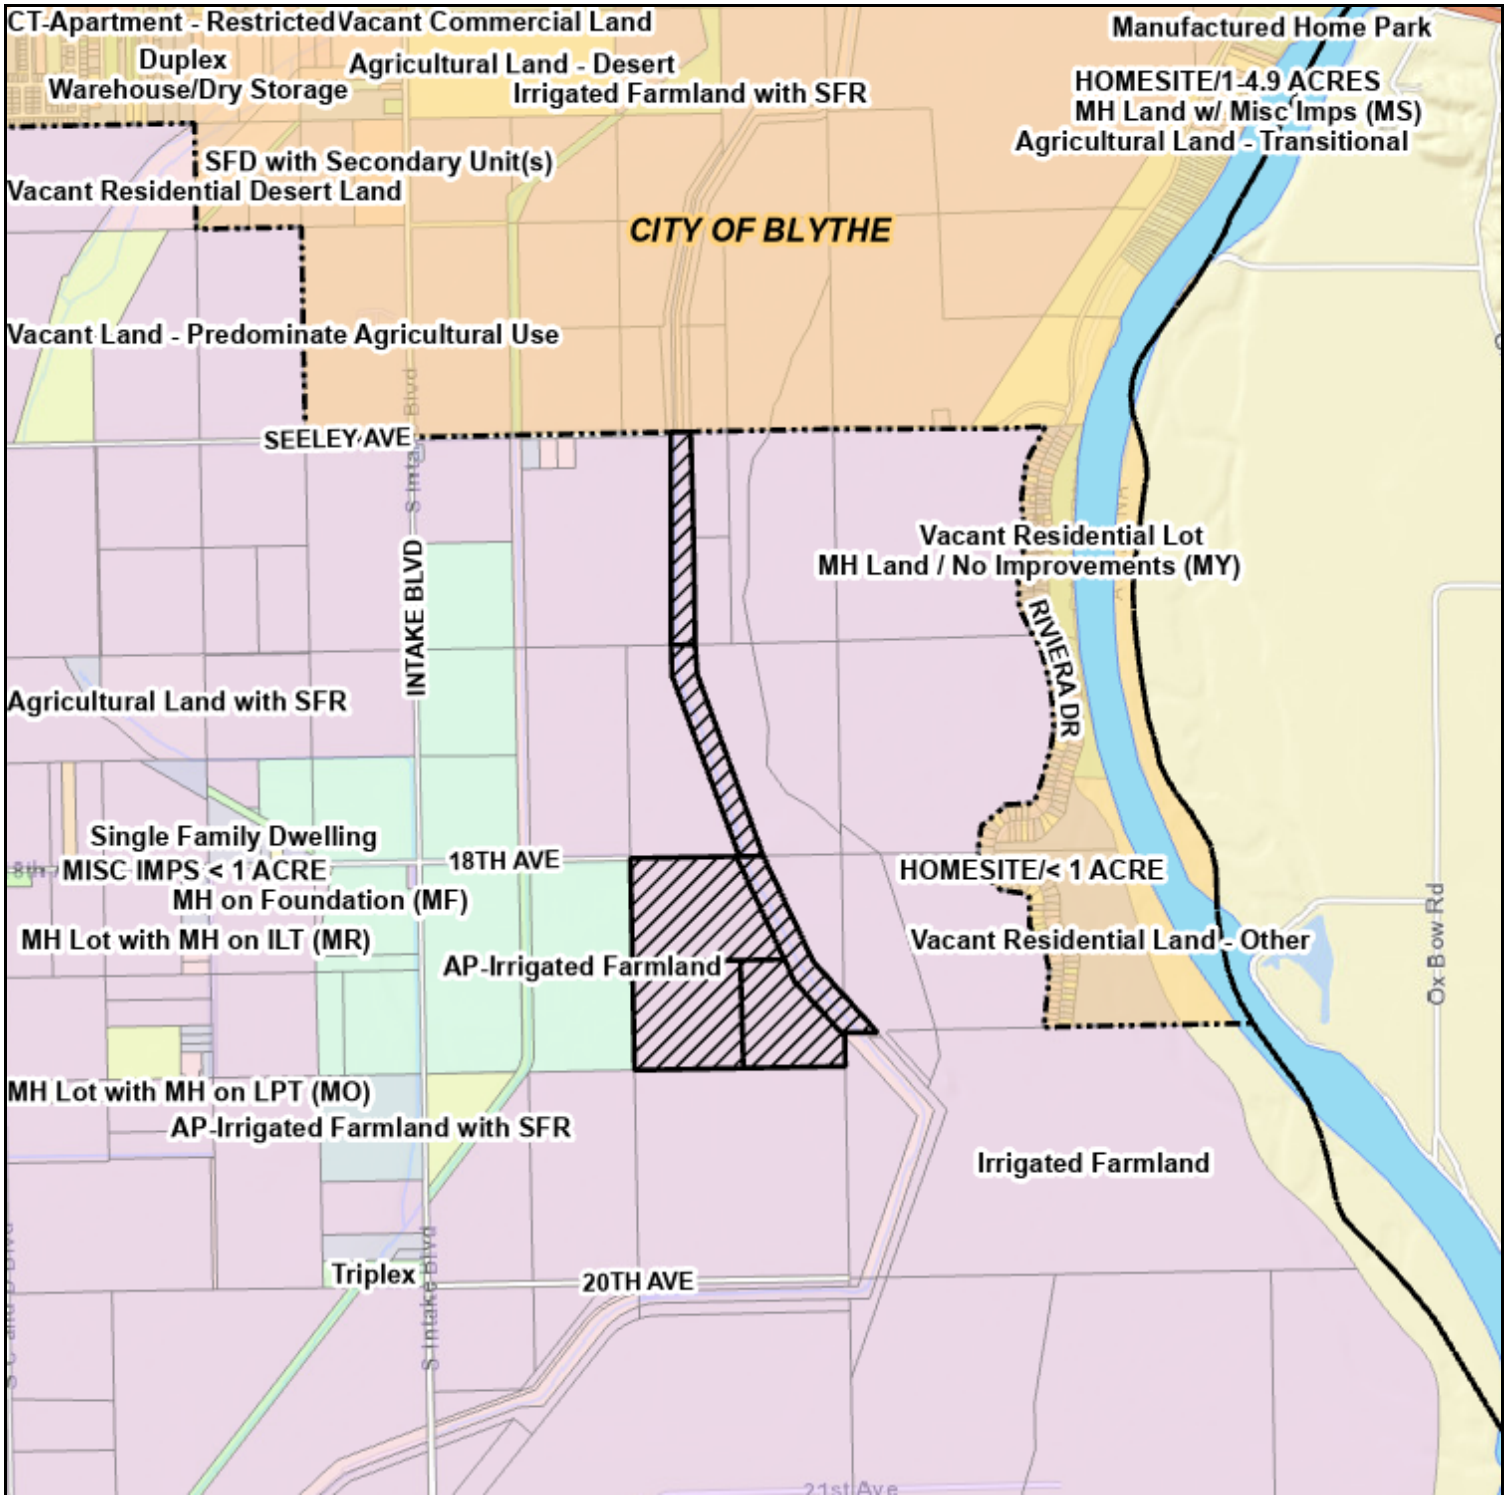 CT-Apartment - Restricted
Vacant Commercial Land
Manufactured Home Park
Duplex
Agricultural Land - Desert
Warehouse/Dry Storage
Irrigated Farmland with SFR
HOMESITE/1-4.9 ACRES
MH Land w/ Misc Imps (MS)
Agricultural Land - Transitional
SFD with Secondary Unit(s)
Vacant Residential Desert Land
CITY OF BLYTHE
Vacant Land - Predominate Agricultural Use
Blvd
SEELEY AVE
S Inta
Vacant Residential Lot
MH Land / No Improvements (MY)
INTAKE BLVD
RIVIERA DR
Agricultural Land with SFR
Single Family Dwelling
18TH AVE
MISC IMPS < 1 ACRE
HOMESITE/< 1 ACRE
MH on Foundation (MF)
MH Lot with MH on ILT (MR)
Vacant Residential Land - Other
AP-Irrigated Farmland
Ox Bow Rd
MH Lot with MH on LPT (MO)
AP-Irrigated Farmland with SFR
Irrigated Farmland
Triplex
20TH AVE
S Intake Blvd
21st Ave